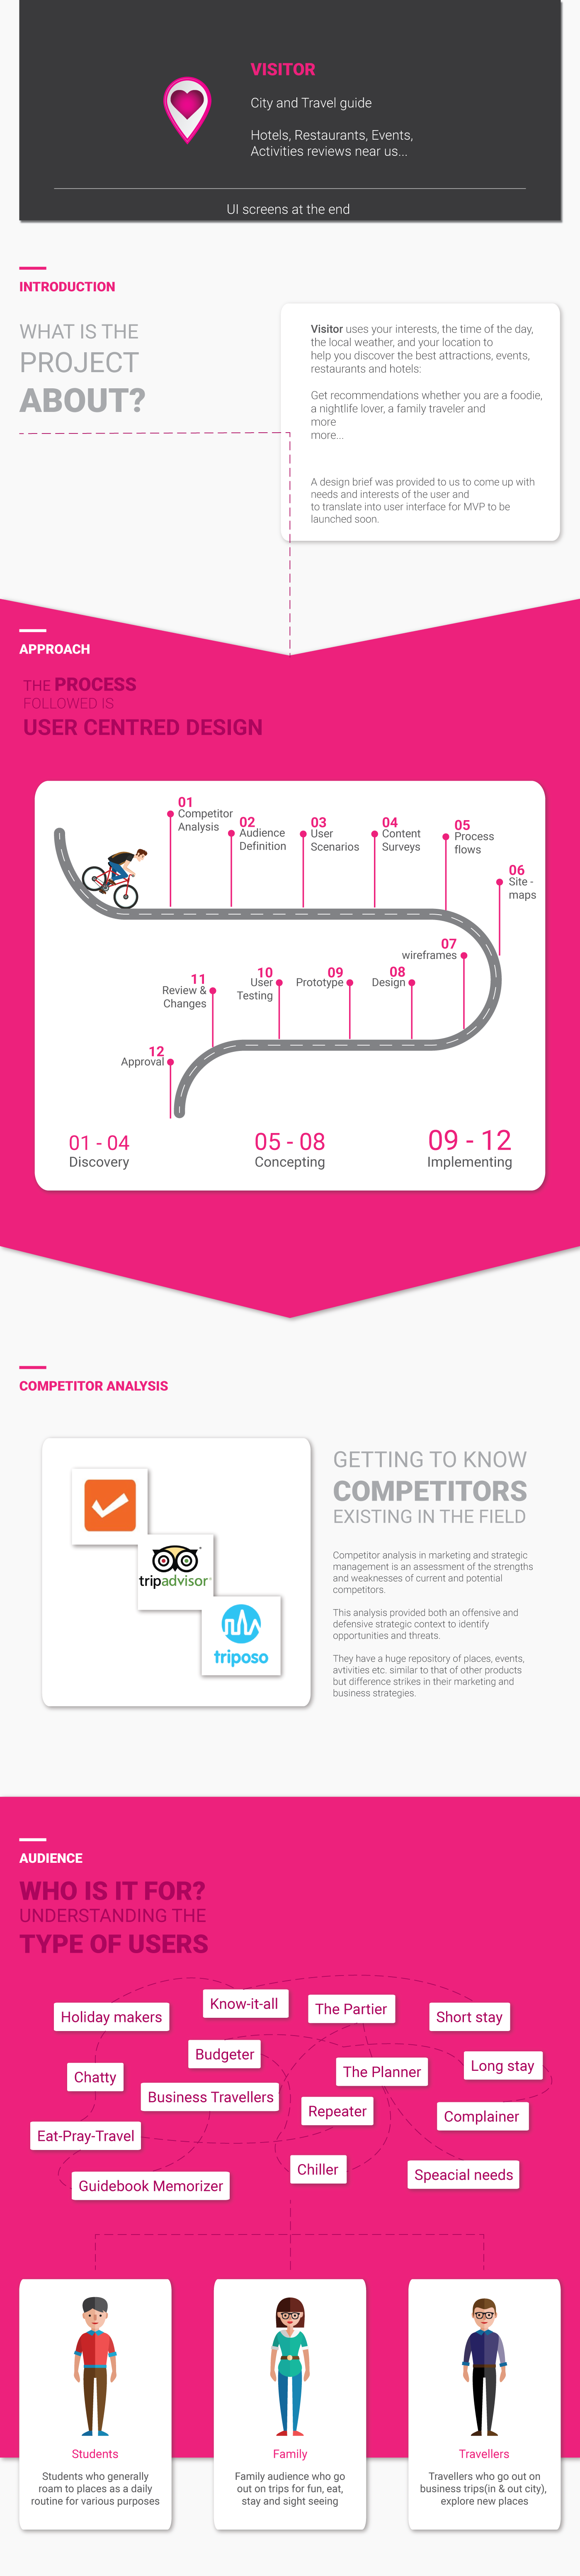 VISITOR
City and Travel guide
Hotels, Restaurants, Events,
Activities reviews near us...
UI screens at the end
INTRODUCTION
WHAT IS THE
PROJECT
ABOUT?
Visitor uses your interests, the time of the day,
the local weather, and your location to
help you discover the best attractions, events,
restaurants and hotels:
Get recommendations whether you are a foodie,
a nightlife lover, a family traveler and
more
more...
A design brief was provided to us to come up with
needs and interests of the user and
to translate into user interface for MVP to be
launched soon.
APPROACH
THE PROCESS
FOLLOWED IS
USER CENTRED DESIGN
01
Competitor
Analysis
02
Audience
Definition
03
User
Scenarios
04
Content
Surveys
05
Process
flows
06
Site -
maps
07
wireframes
08
Design
09
Prototype
10
User
Testing
11
Review &
Changes
12
Approval
01 - 04
Discovery
05 - 08
Concepting
09 - 12
Implementing
COMPETITOR ANALYSIS
tripadvisor®
triposo
GETTING TO KNOW
COMPETITORS
EXISTING IN THE FIELD
Competitor analysis in marketing and strategic
management is an assessment of the strengths
and weaknesses of current and potential
competitors.
This analysis provided both an offensive and
defensive strategic context to identify
opportunities and threats.
They have a huge repository of places, events,
avtivities etc. similar to that of other products
but difference strikes in their marketing and
business strategies.
AUDIENCE
WHO IS IT FOR?
UNDERSTANDING THE
TYPE OF USERS
Holiday makers
Know-it-all
The Partier
Short stay
Budgeter
Chatty
The Planner
Long stay
Business Travellers
Repeater
Complainer
Eat-Pray-Travel
Chiller
Speacial needs
Guidebook Memorizer
Students
Students who generally
roam to places as a daily
routine for various purposes
Family
Family audience who go
out on trips for fun, eat,
stay and sight seeing
Travellers
Travellers who go out on
business trips(in & out city),
explore new places